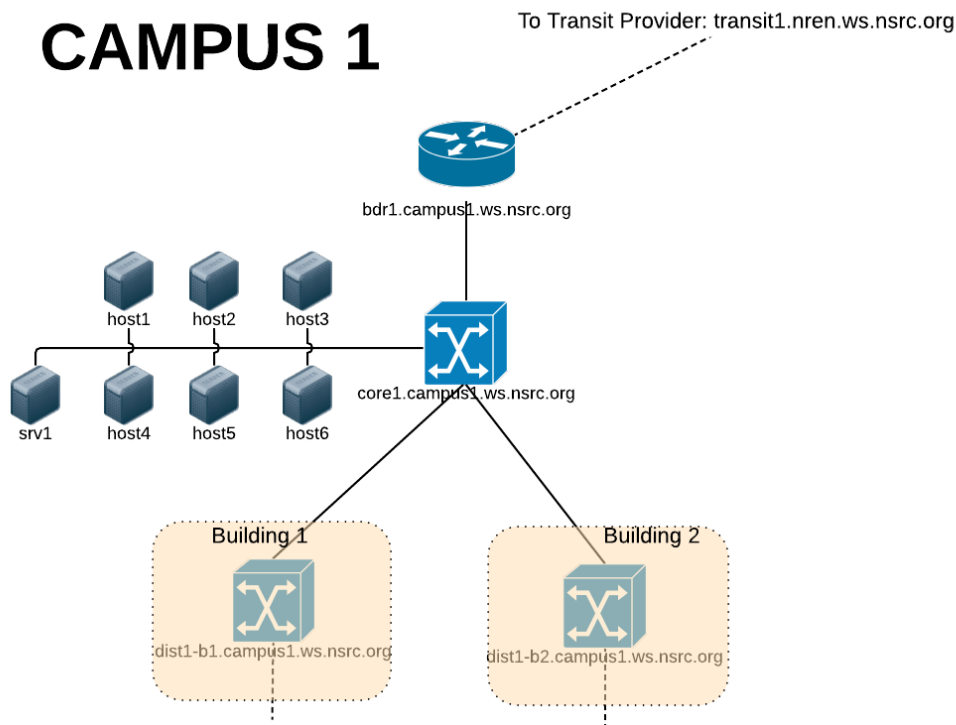 To Transit Provider: transit1.nren.ws.nsrc.org
CAMPUS 1
bdr1.campus1.ws.nsrc.org
host1 host2 host3
core1.campus1.ws.nsrc.org
srv1 host4 host5 host6
Building 1 Building 2
dist1-b1.campus1.ws.nsrc.org
dist1-b2.campus1.ws.nsrc.org